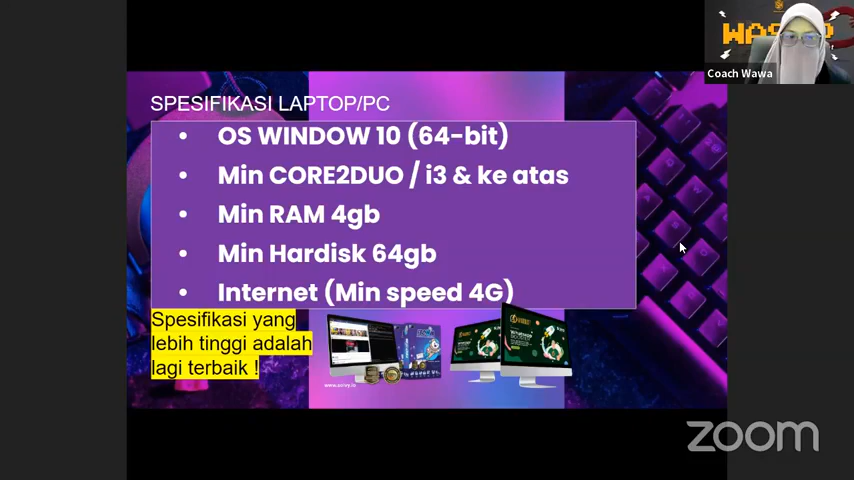 Coach Wawa
SPESIFIKASI LAPTOP/PC
• OS WINDOW 10 (64-bit)
• Min CORE2DUO / i3 & ke atas
• Min RAM 4gb
• Min Hardisk 64gb
• Internet (Min speed 4G)
Spesifikasi yang
lebih tinggi adalah
lagi terbaik !
zoom